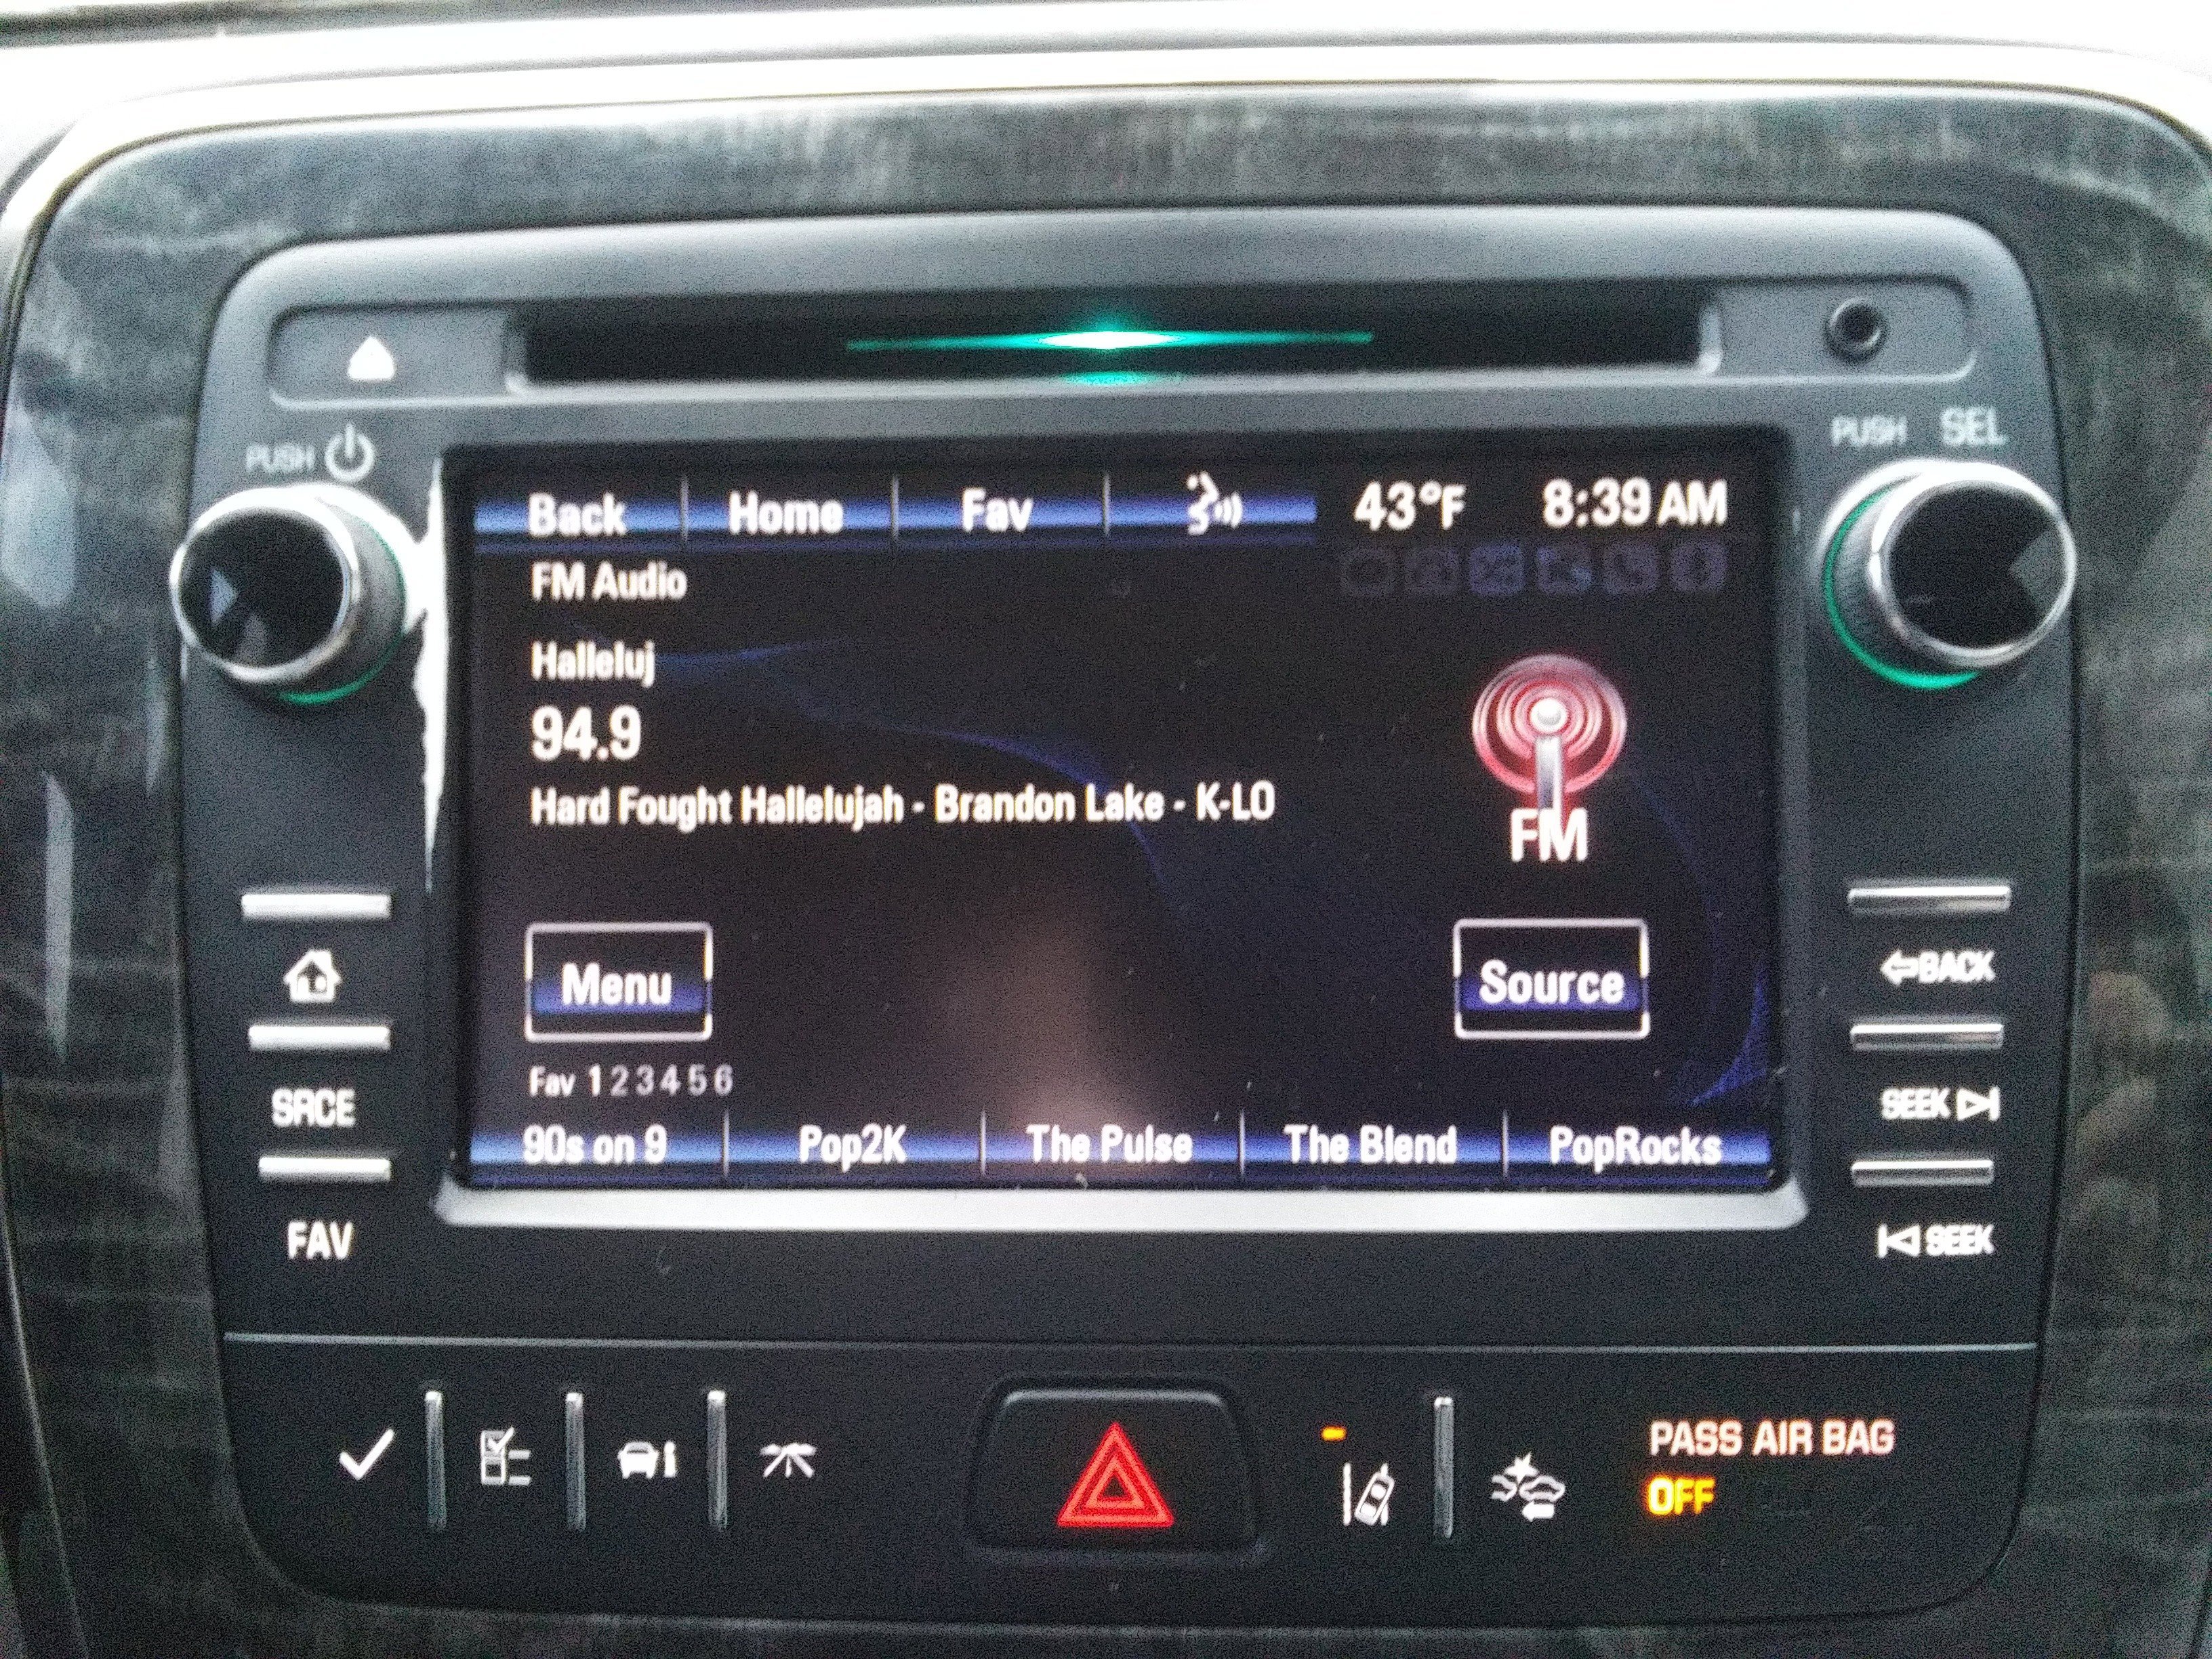 PUSH
PUSH SEL
Back Home Fav 43°F 8:39 AM
FM Audio
Halleluj
94.9
Hard Fought Hallelujah - Brandon Lake - K-LO
FM
Menu Source
Fav 1 2 3 4 5 6
90s on 9 Pop2K The Pulse The Blend PopRocks
SRCE
FAV
BACK
SEEK
SEEK
PASS AIR BAG
OFF